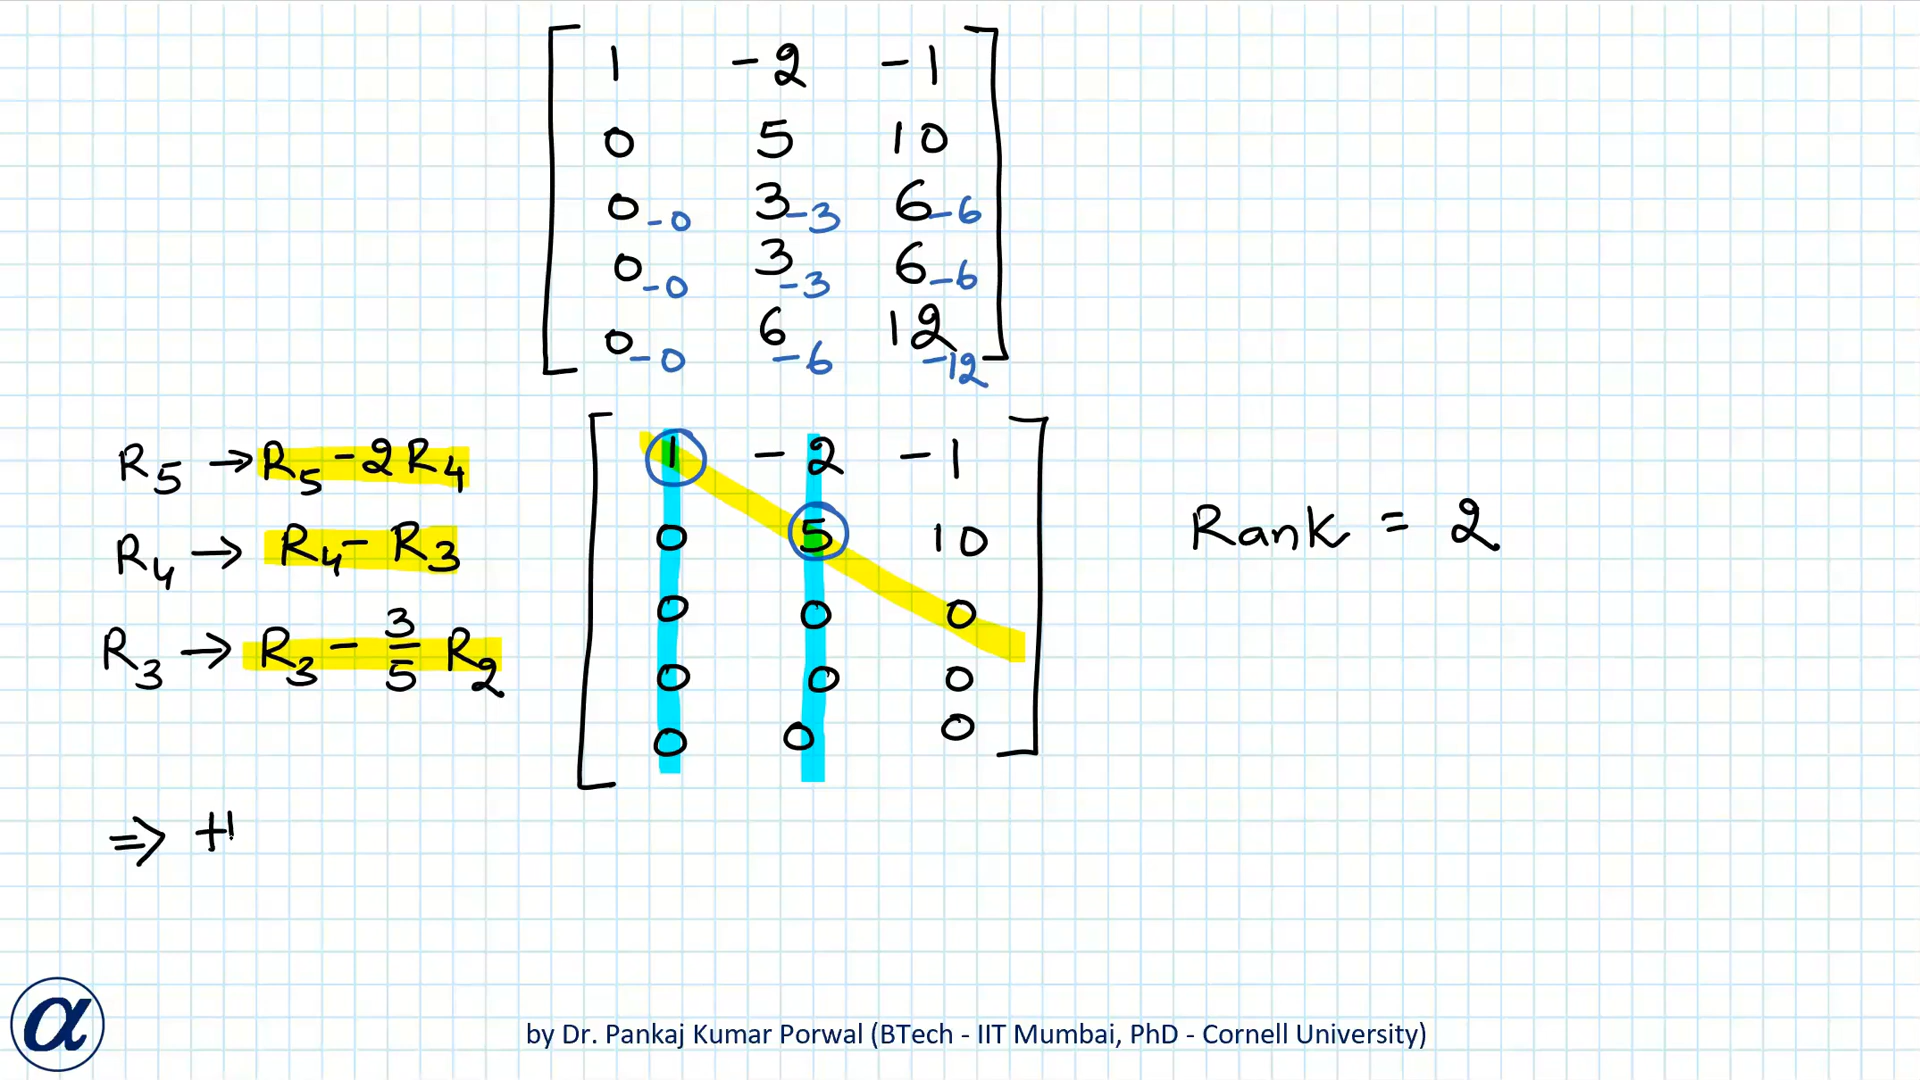 1 -2 -1
0 5 10
0 -0 3 -3 6 -6
0 -0 3 -3 6 -6
0 -0 6 -6 12 -12
R5 → R5 - 2R4
R4 → R4 - R3
R3 → R3 - 3/5 R2
1 -2 -1
0 5 10
0 0 0
0 0 0
0 0 0
Rank = 2
⇒
α
by Dr. Pankaj Kumar Porwal (BTech - IIT Mumbai, PhD - Cornell University)